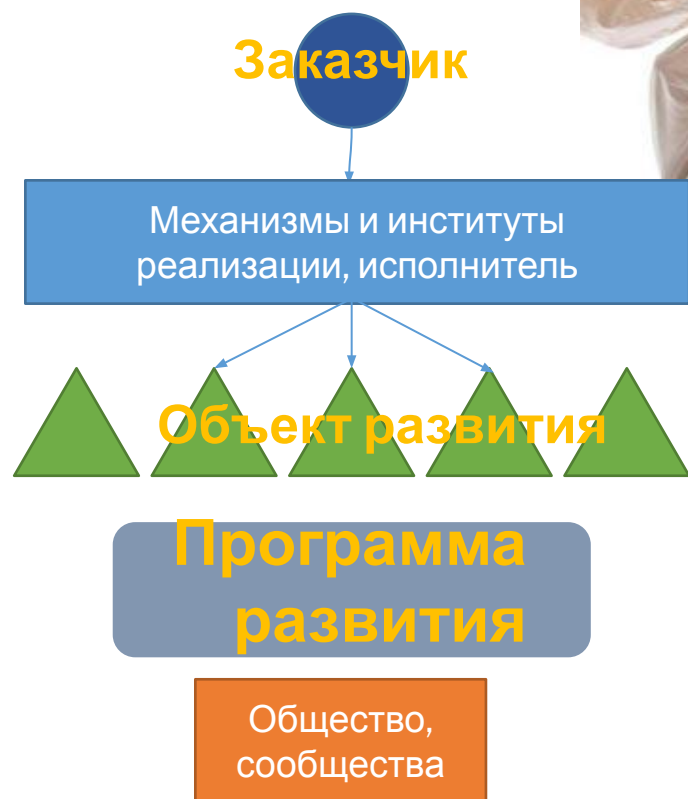 Заказчик
Механизмы и институты
реализации, исполнитель
Объект развития
Программа
развития
Общество,
сообщества